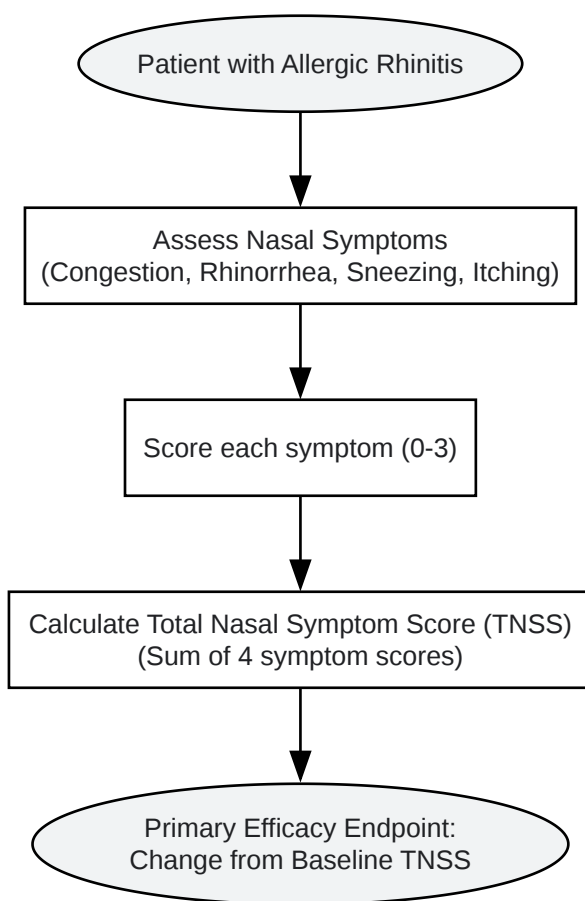 Patient with Allergic Rhinitis
Assess Nasal Symptoms
(Congestion, Rhinorrhea, Sneezing, Itching)
Score each symptom (0-3)
Calculate Total Nasal Symptom Score (TNSS)
(Sum of 4 symptom scores)
Primary Efficacy Endpoint:
Change from Baseline TNSS